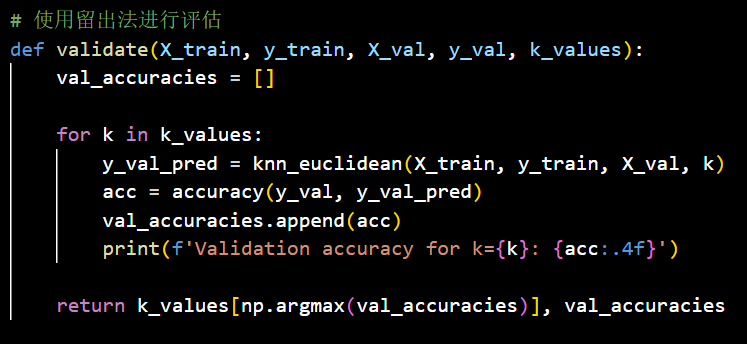 # 使用留出法进行评估
def validate(X_train, y_train, X_val, y_val, k_values):
    val_accuracies = []
    for k in k_values:
        y_val_pred = knn_euclidean(X_train, y_train, X_val, k)
        acc = accuracy(y_val, y_val_pred)
        val_accuracies.append(acc)
        print(f'Validation accuracy for k={k}: {acc:.4f}')
    return k_values[np.argmax(val_accuracies)], val_accuracies